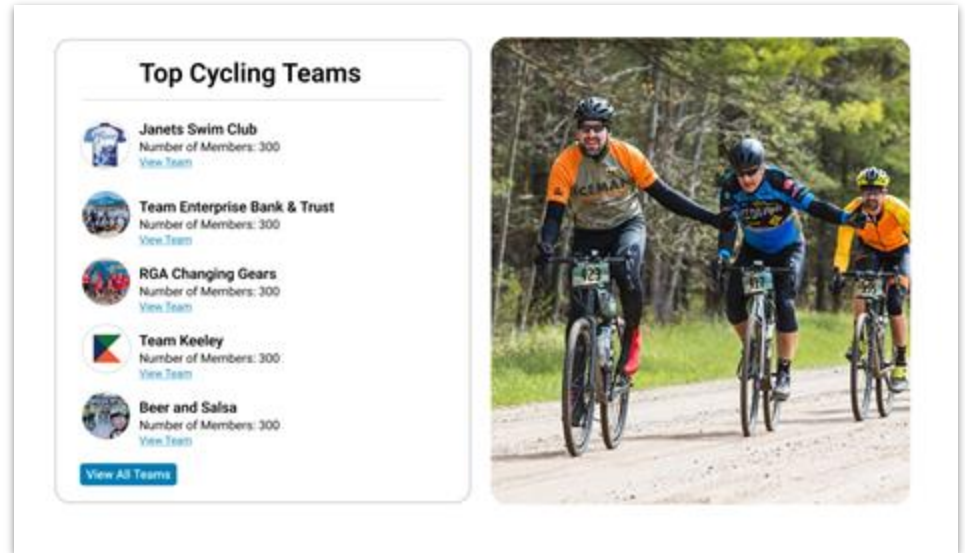 Top Cycling Teams
Janets Swim Club
Number of Members: 300
View Team
Team Enterprise Bank & Trust
Number of Members: 300
View Team
RGA Changing Gears
Number of Members: 300
View Team
Team Keeley
Number of Members: 300
View Team
Beer and Salsa
Number of Members: 300
View Team
View All Teams
929